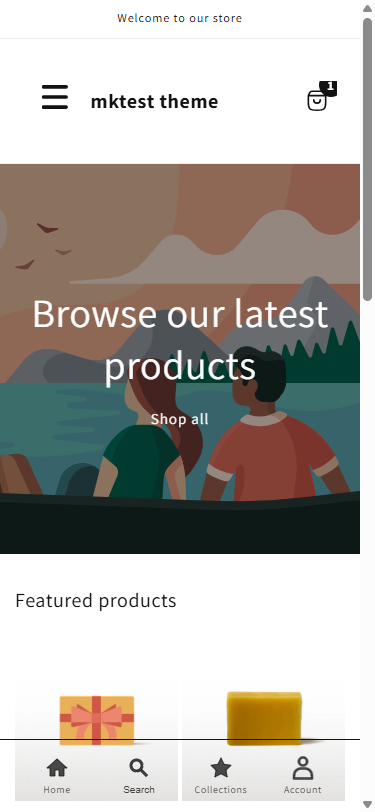 Welcome to our store
mktest theme
1
Browse our latest
products
Shop all
Featured products
Home
Search
Collections
Account